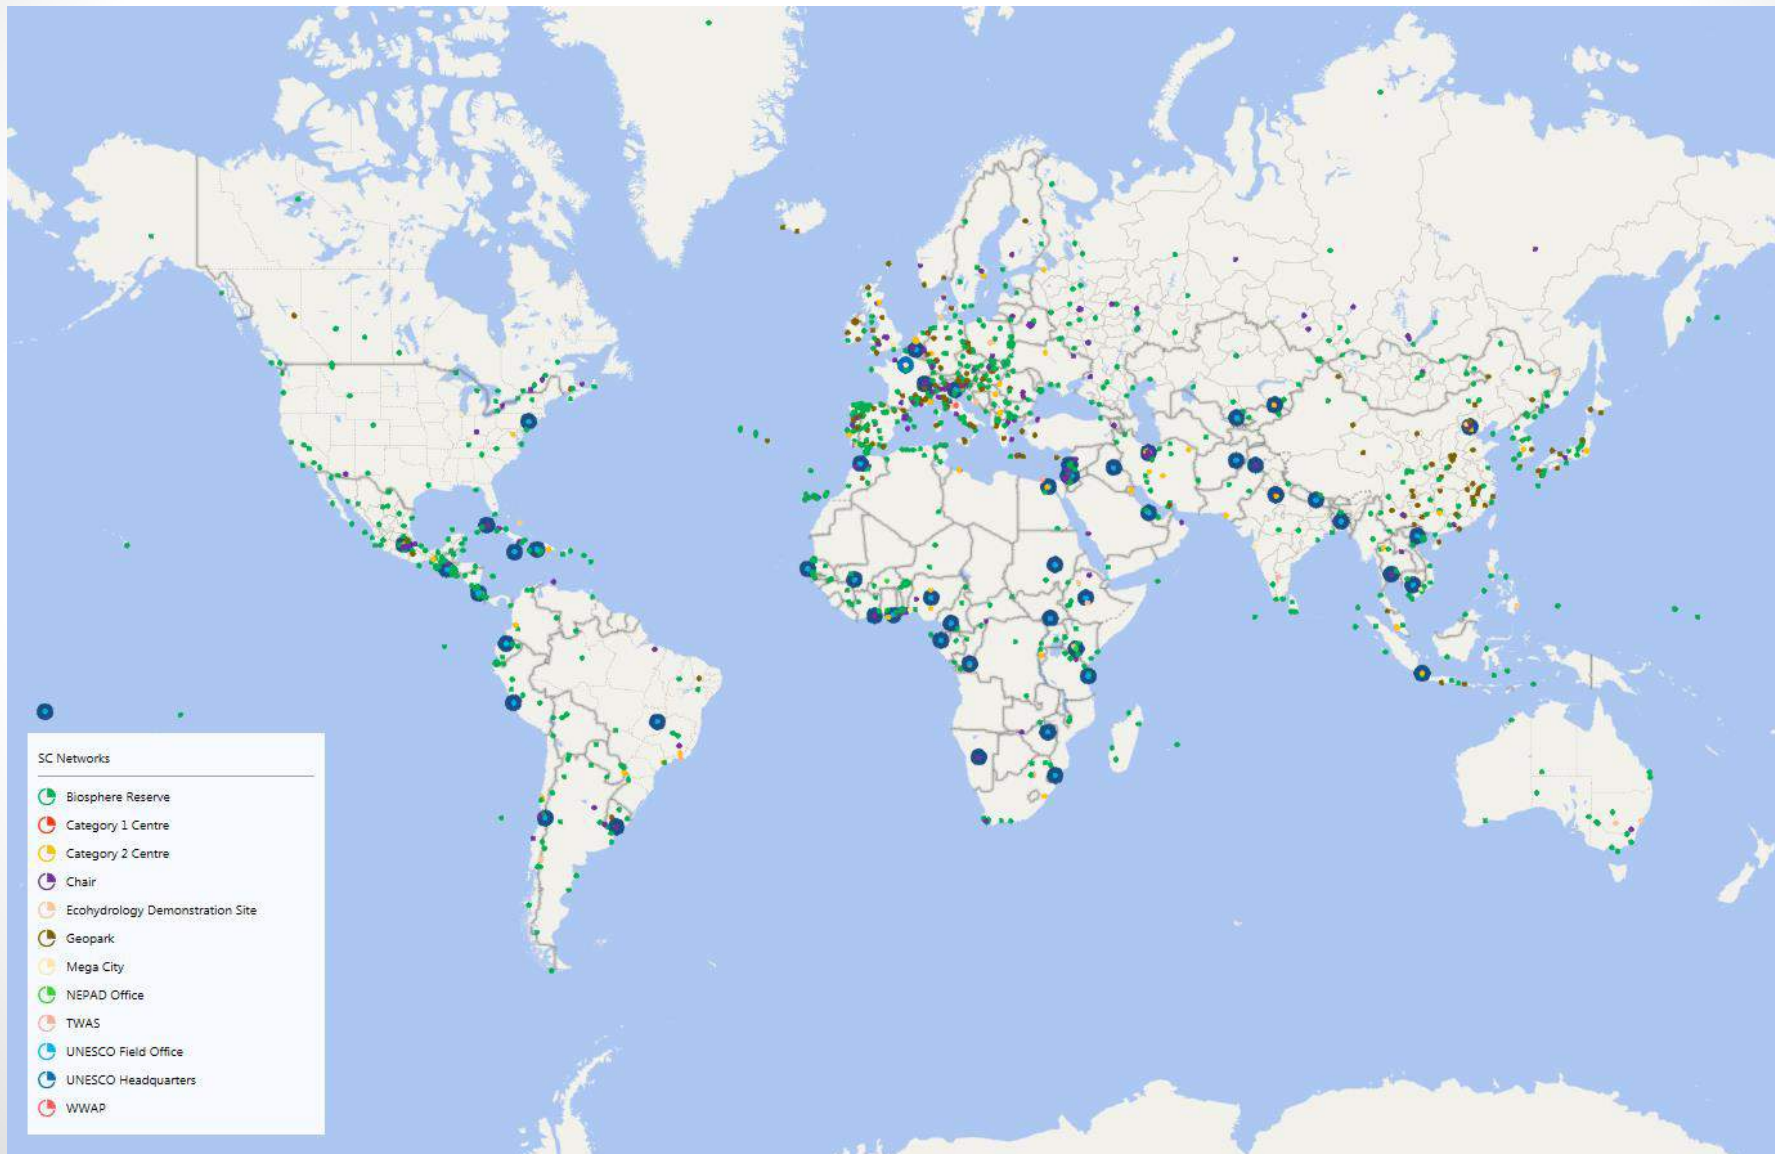 SC Networks
Biosphere Reserve
Category 1 Centre
Category 2 Centre
Chair
Ecohydrology Demonstration Site
Geopark
Mega City
NEPAD Office
TWAS
UNESCO Field Office
UNESCO Headquarters
WWAP